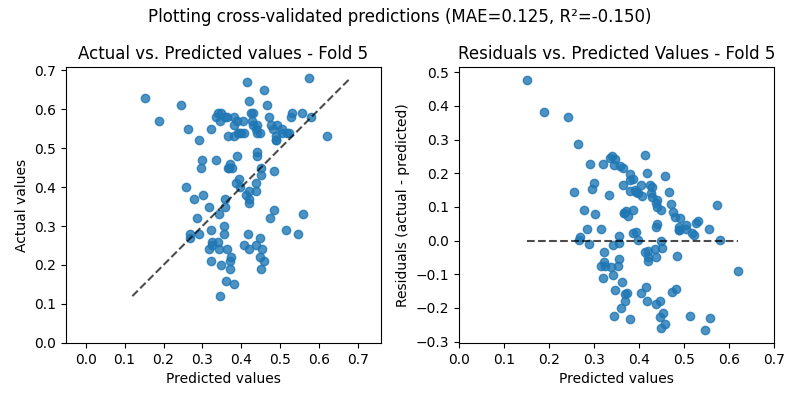 Plotting cross-validated predictions (MAE=0.125, R²=-0.150)
Actual vs. Predicted values - Fold 5
Actual values
0.7
0.6
0.5
0.4
0.3
0.2
0.1
0.0
0.0 0.1 0.2 0.3 0.4 0.5 0.6 0.7
Predicted values
Residuals vs. Predicted Values - Fold 5
Residuals (actual - predicted)
0.5
0.4
0.3
0.2
0.1
0.0
−0.1
−0.2
−0.3
0.0 0.1 0.2 0.3 0.4 0.5 0.6 0.7
Predicted values